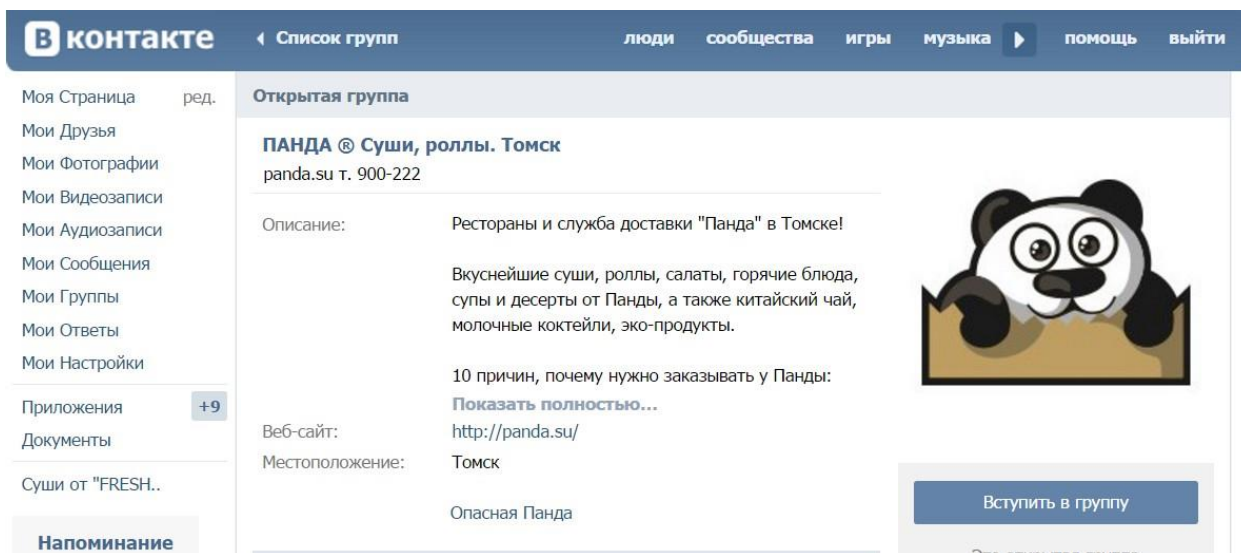 В контакте
Список групп
люди сообщества игры музыка помощь выйти
Моя Страница ред.
Мои Друзья
Мои Фотографии
Мои Видеозаписи
Мои Аудиозаписи
Мои Сообщения
Мои Группы
Мои Ответы
Мои Настройки
Приложения +9
Документы
Суши от "FRESH..
Напоминание
Открытая группа
ПАНДА ® Суши, роллы. Томск
panda.su т. 900-222
Описание: Рестораны и служба доставки "Панда" в Томске!
Вкуснейшие суши, роллы, салаты, горячие блюда,
супы и десерты от Панды, а также китайский чай,
молочные коктейли, эко-продукты.
10 причин, почему нужно заказывать у Панды:
Показать полностью...
Веб-сайт: http://panda.su/
Местоположение: Томск
Опасная Панда
Вступить в группу